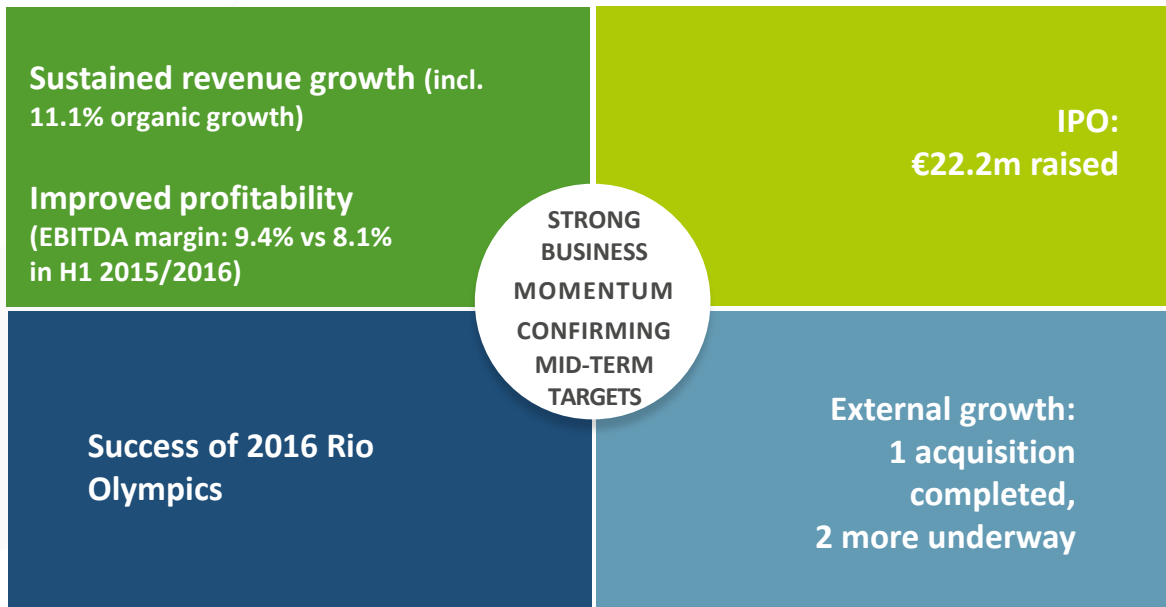 Sustained revenue growth (incl.
11.1% organic growth)
Improved profitability
(EBITDA margin: 9.4% vs 8.1%
in H1 2015/2016)
IPO:
€22.2m raised
STRONG
BUSINESS
MOMENTUM
CONFIRMING
MID-TERM
TARGETS
Success of 2016 Rio
Olympics
External growth:
1 acquisition
completed,
2 more underway